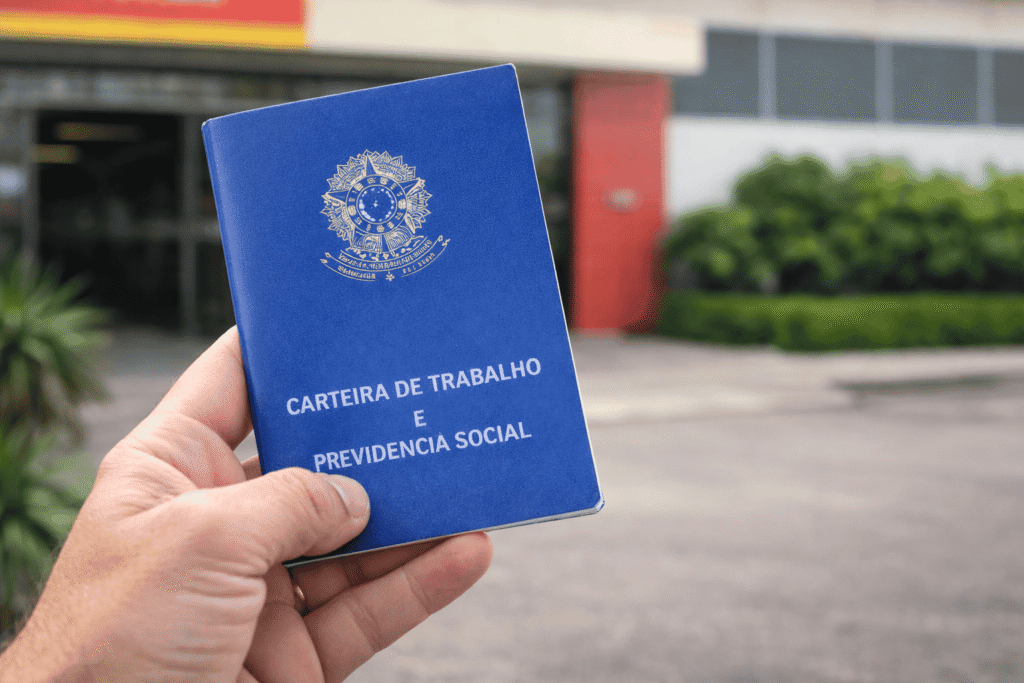 CARTEIRA DE TRABALHO
E
PREVIDENCIA SOCIAL